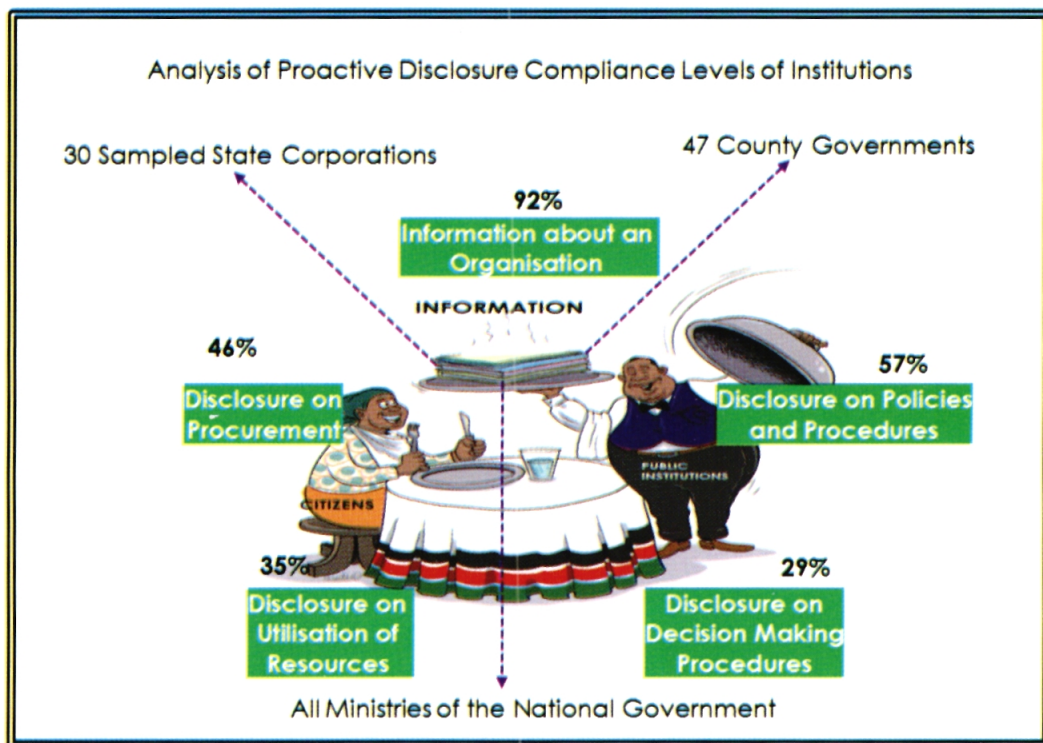 Analysis of Proactive Disclosure Compliance Levels of Institutions
30 Sampled State Corporations
47 County Governments
92%
Information about an
Organisation
INFORMATION
46%
Disclosure on
Procurement
57%
Disclosure on Policies
and Procedures
PUBLIC
INSTITUTIONS
CITIZENS
35%
Disclosure on
Utilisation of
Resources
29%
Disclosure on
Decision Making
Procedures
All Ministries of the National Government